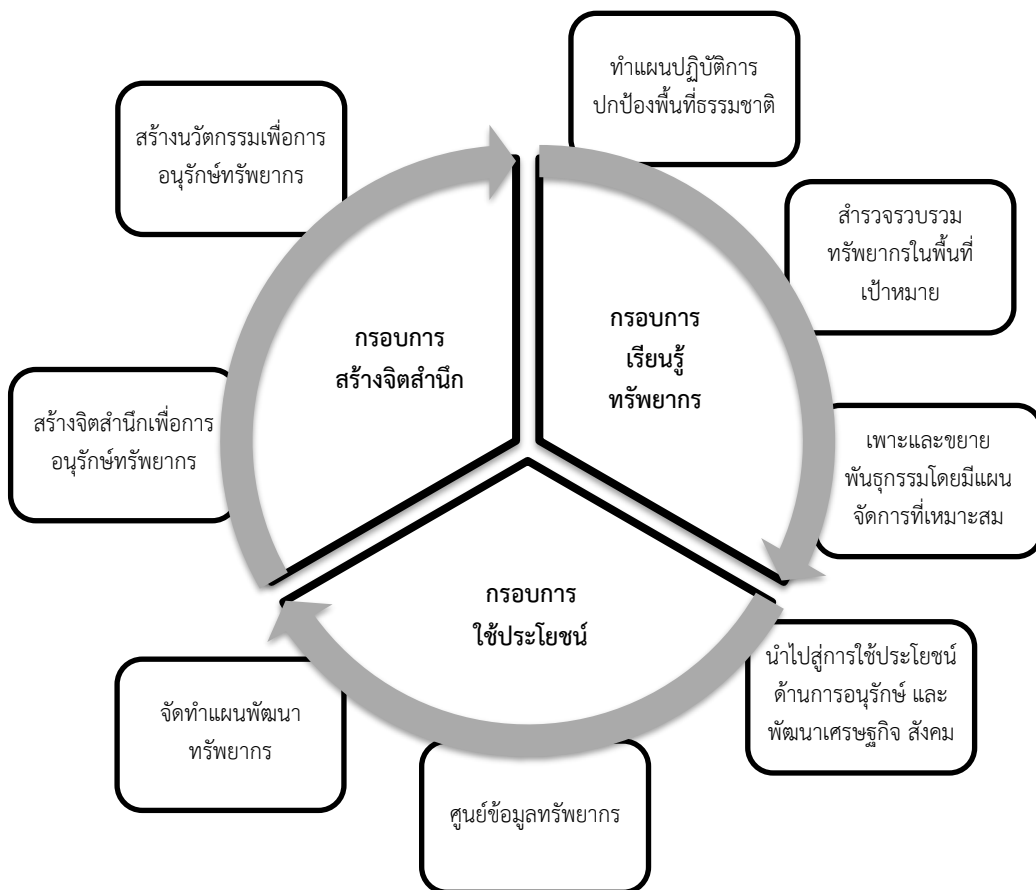 ทำแผนปฏิบัติการ
ปกป้องพื้นที่ธรรมชาติ
สร้างนวัตกรรมเพื่อการ
อนุรักษ์ทรัพยากร
สำรวจรวบรวม
ทรัพยากรในพื้นที่
เป้าหมาย
กรอบการ
สร้างจิตสำนึก
กรอบการ
เรียนรู้
ทรัพยากร
สร้างจิตสำนึกเพื่อการ
อนุรักษ์ทรัพยากร
เพาะและขยาย
พันธุกรรมโดยมีแผน
จัดการที่เหมาะสม
กรอบการ
ใช้ประโยชน์
นำไปสู่การใช้ประโยชน์
ด้านการอนุรักษ์ และ
พัฒนาเศรษฐกิจ สังคม
จัดทำแผนพัฒนา
ทรัพยากร
ศูนย์ข้อมูลทรัพยากร